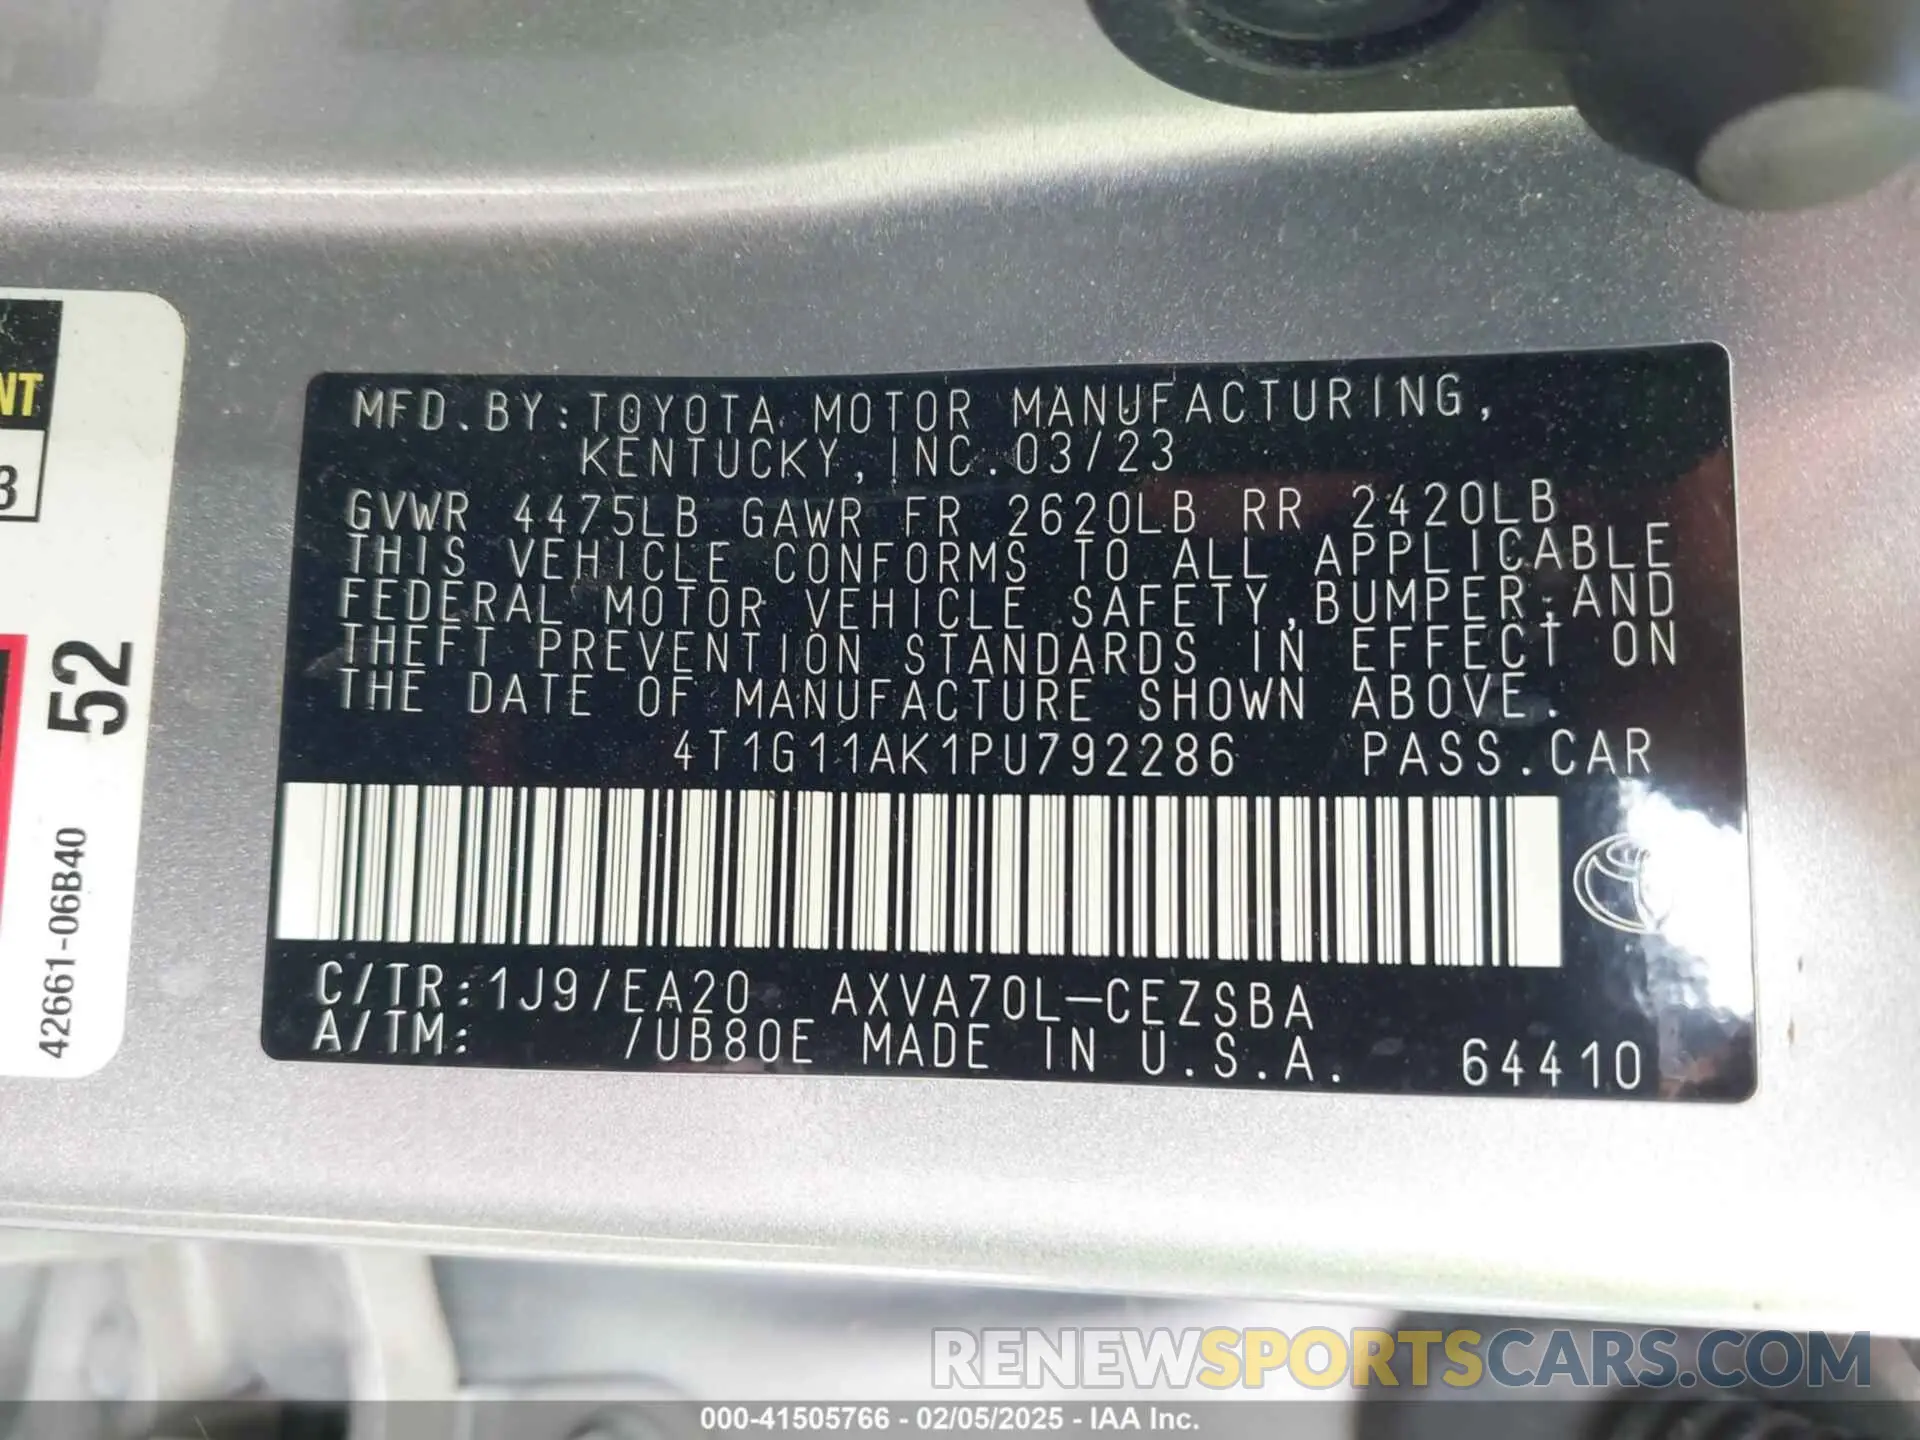 MFD.BY:TOYOTA MOTOR MANUFACTURING,
KENTUCKY,INC.03/23
GVWR 4475LB GAWR FR 2620LB RR 2420LB
THIS VEHICLE CONFORMS TO ALL APPLICABLE
FEDERAL MOTOR VEHICLE SAFETY,BUMPER,AND
THEFT PREVENTION STANDARDS IN EFFECT ON
THE DATE OF MANUFACTURE SHOWN ABOVE.
4T1G11AK1PU792286 PASS.CAR
C/TR:1J9/EA20 AXVA70L-CEZSBA
A/TM: /UB80E MADE IN U.S.A. 64410
NT
3
52
42661-06B40
RENEWSPORTSCARS.COM
000-41505766 - 02/05/2025 - IAA Inc.